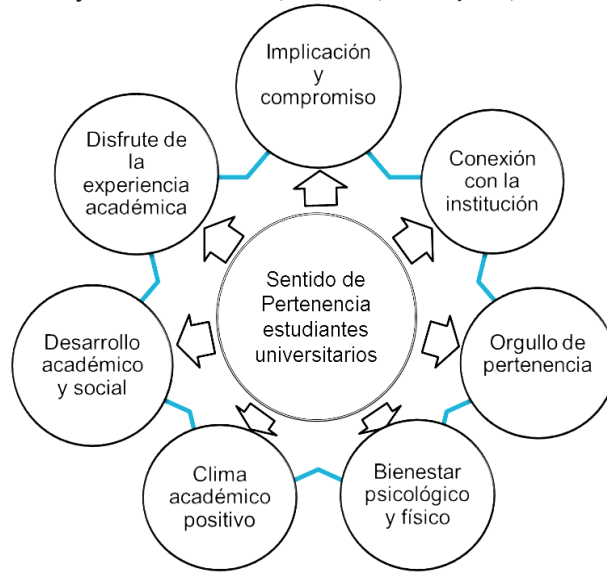 Implicación
y
compromiso
Conexión
con la
institución
Orgullo de
pertenencia
Bienestar
psicológico
y físico
Clima
académico
positivo
Desarrollo
académico
y social
Disfrute de
la
experiencia
académica
Sentido de
Pertenencia
estudiantes
universitarios